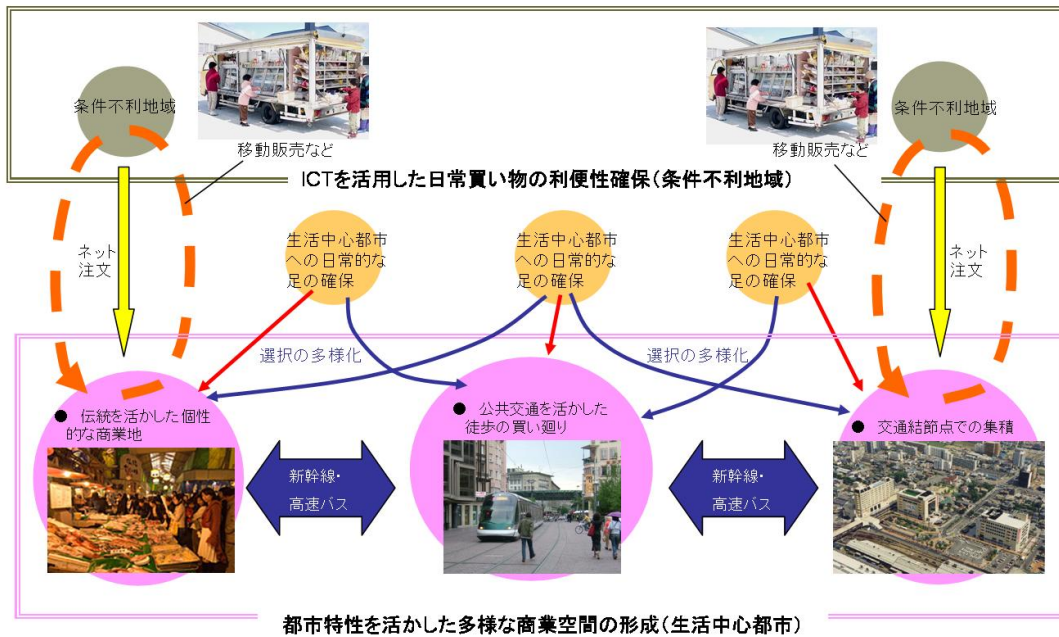 条件不利地域
条件不利地域
移動販売など
移動販売など
ICTを活用した日常買い物の利便性確保(条件不利地域)
ネット
注文
生活中心都市
への日常的な
足の確保
生活中心都市
への日常的な
足の確保
生活中心都市
への日常的な
足の確保
ネット
注文
選択の多様化
選択の多様化
● 伝統を活かした個性
的な商業地
● 公共交通を活かした
徒歩の買い廻り
● 交通結節点での集積
新幹線・
高速バス
新幹線・
高速バス
都市特性を活かした多様な商業空間の形成(生活中心都市)